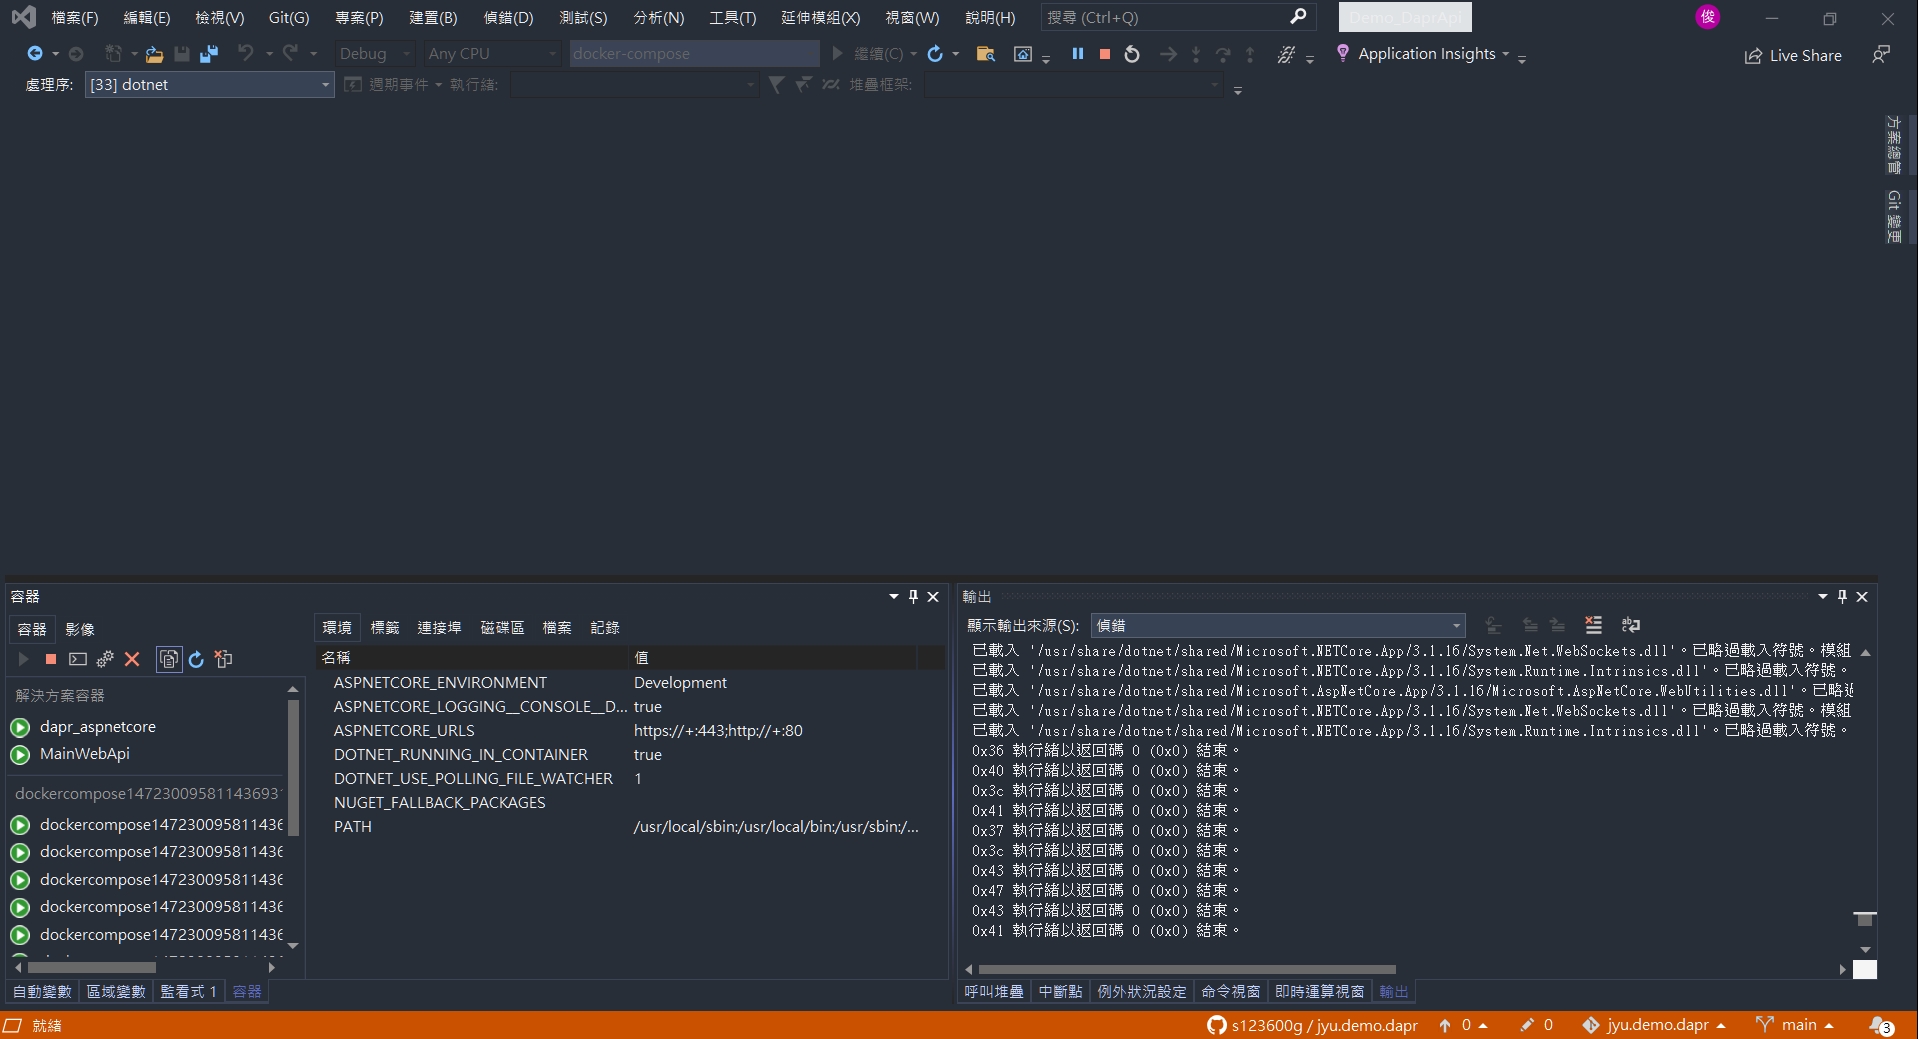 檔案(F) 編輯(E) 檢視(V) Git(G) 專案(P) 建置(B) 偵錯(D) 測試(S) 分析(N) 工具(T) 延伸模組(X) 視窗(W) 說明(H) 搜尋 (Ctrl+Q) Demo_DaprApi 俊
Debug Any CPU docker-compose 繼續(C) Application Insights Live Share
處理序: [33] dotnet 週期事件 執行緒: 堆疊框架:
方案總管
Git 變更
容器
容器 影像
解決方案容器
dapr_aspnetcore
MainWebApi
dockercompose147230095811436931
dockercompose147230095811436
dockercompose147230095811436
dockercompose147230095811436
dockercompose147230095811436
dockercompose147230095811436
環境 標籤 連接埠 磁碟區 檔案 記錄
名稱 值
ASPNETCORE_ENVIRONMENT Development
ASPNETCORE_LOGGING__CONSOLE__D... true
ASPNETCORE_URLS https://+:443;http://+:80
DOTNET_RUNNING_IN_CONTAINER true
DOTNET_USE_POLLING_FILE_WATCHER 1
NUGET_FALLBACK_PACKAGES
PATH /usr/local/sbin:/usr/local/bin:/usr/sbin:/...
自動變數 區域變數 監看式 1 容器
輸出
顯示輸出來源(S): 偵錯
已載入 '/usr/share/dotnet/shared/Microsoft.NETCore.App/3.1.16/System.Net.WebSockets.dll'。已略過載入符號。模組
已載入 '/usr/share/dotnet/shared/Microsoft.NETCore.App/3.1.16/System.Runtime.Intrinsics.dll'。已略過載入符號。
已載入 '/usr/share/dotnet/shared/Microsoft.AspNetCore.App/3.1.16/Microsoft.AspNetCore.WebUtilities.dll'。已略過
已載入 '/usr/share/dotnet/shared/Microsoft.NETCore.App/3.1.16/System.Net.WebSockets.dll'。已略過載入符號。模組
已載入 '/usr/share/dotnet/shared/Microsoft.NETCore.App/3.1.16/System.Runtime.Intrinsics.dll'。已略過載入符號。
0x36 執行緒以返回碼 0 (0x0) 結束。
0x40 執行緒以返回碼 0 (0x0) 結束。
0x3c 執行緒以返回碼 0 (0x0) 結束。
0x41 執行緒以返回碼 0 (0x0) 結束。
0x37 執行緒以返回碼 0 (0x0) 結束。
0x3c 執行緒以返回碼 0 (0x0) 結束。
0x43 執行緒以返回碼 0 (0x0) 結束。
0x47 執行緒以返回碼 0 (0x0) 結束。
0x43 執行緒以返回碼 0 (0x0) 結束。
0x41 執行緒以返回碼 0 (0x0) 結束。
呼叫堆疊 中斷點 例外狀況設定 命令視窗 即時運算視窗 輸出
就緒 s123600g / jyu.demo.dapr 0 0 jyu.demo.dapr main 3